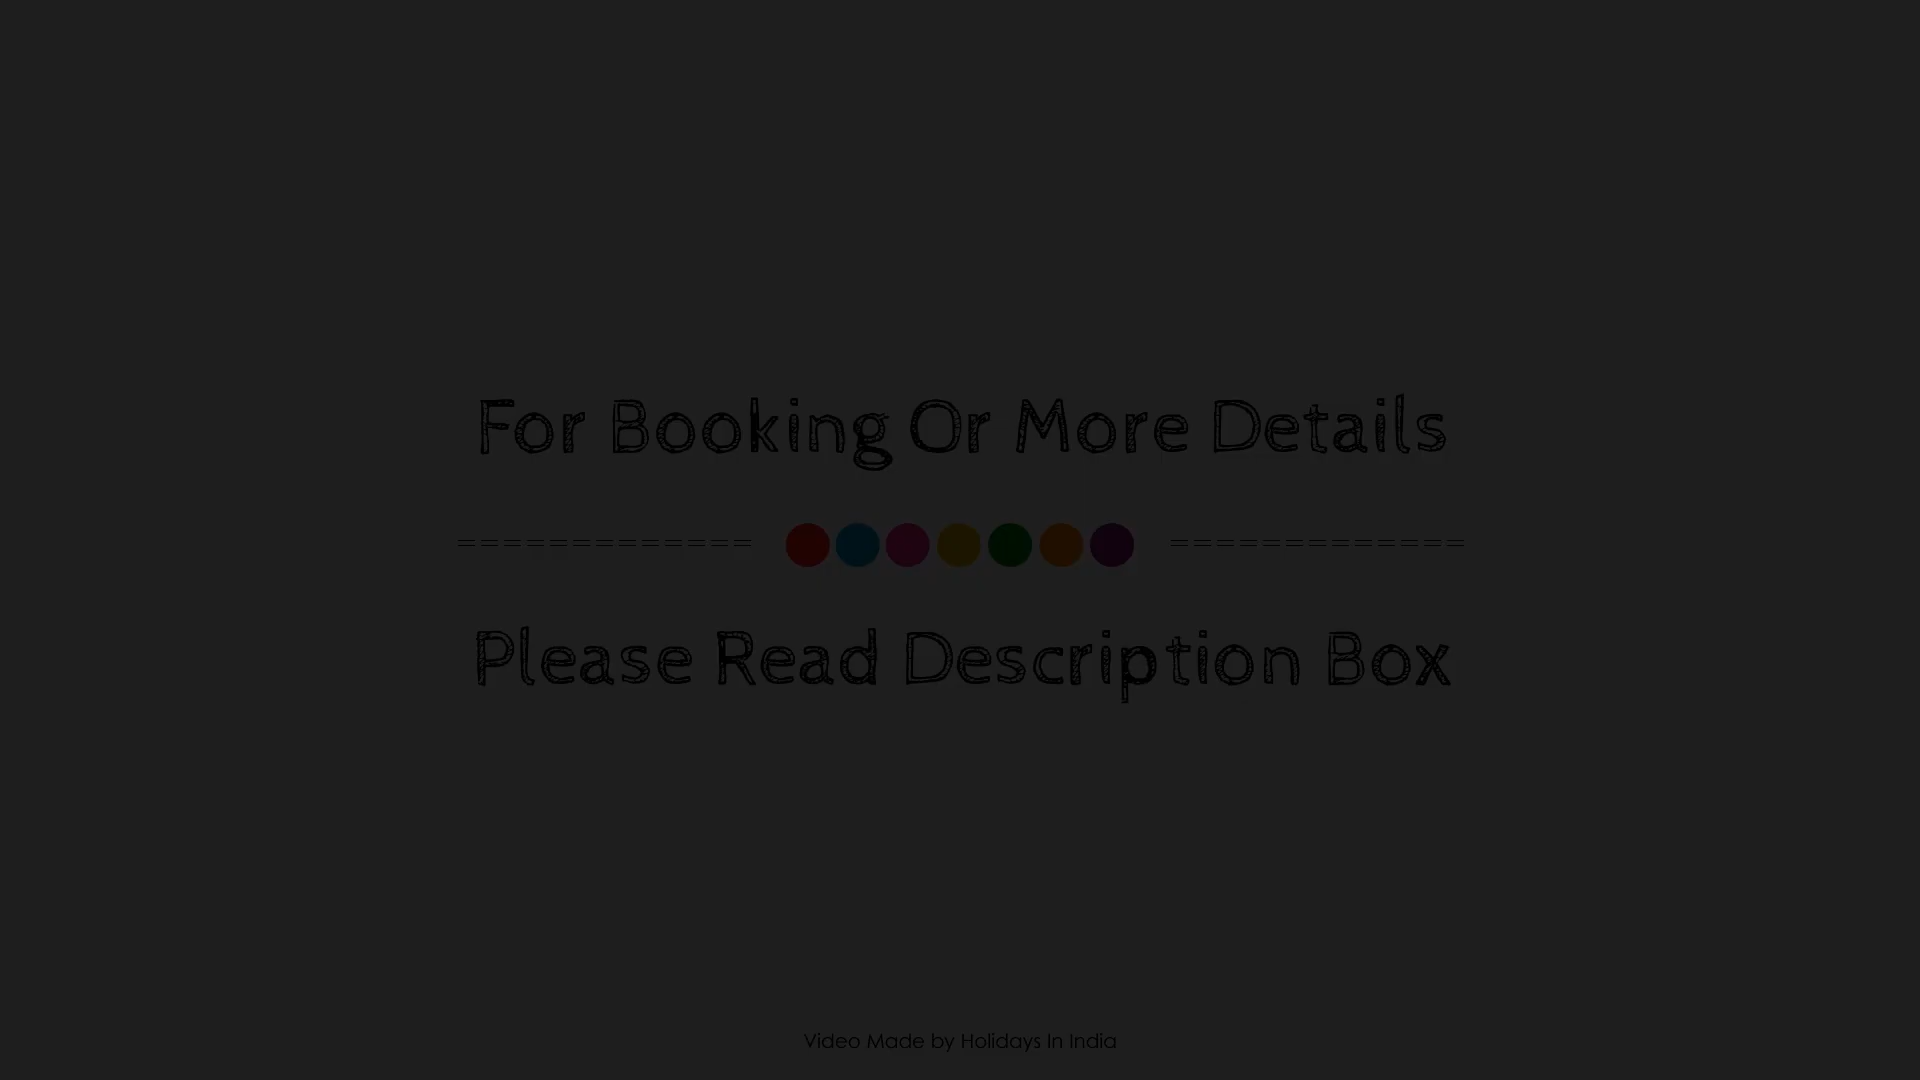 For Booking Or More Details
============= =============
Please Read Description Box
Video Made by Holidays In India